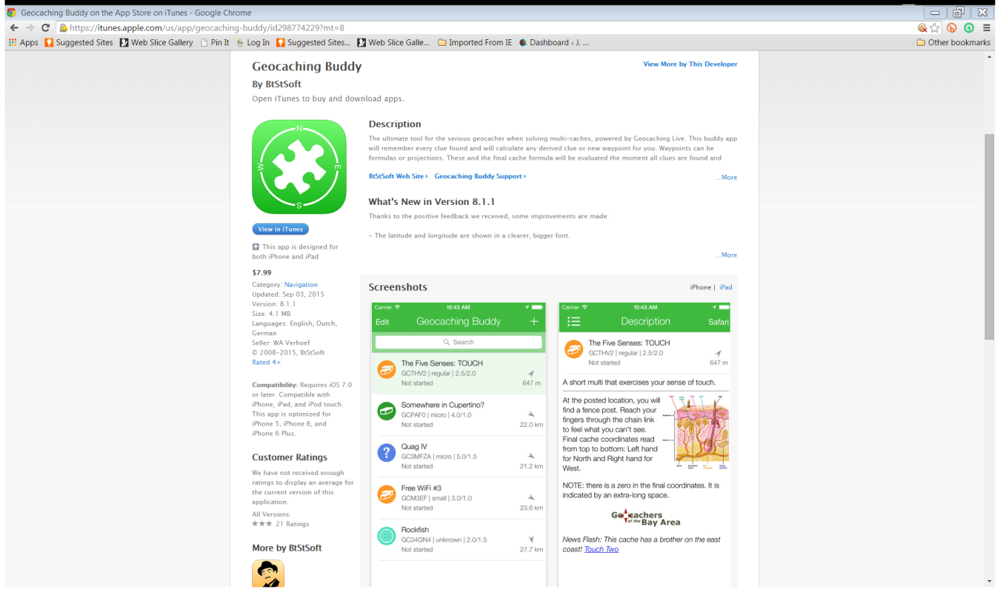 Geocaching Buddy on the App Store on iTunes - Google Chrome
https://itunes.apple.com/us/app/geocaching-buddy/id298774229?mt=8
Apps Suggested Sites Web Slice Gallery Pin It Log In Suggested Sites... Web Slice Galle... Imported From IE Dashboard ‹ J. ... Other bookmarks
Geocaching Buddy
View More by This Developer
By BtStSoft
Open iTunes to buy and download apps.
N
E
S
W
View in iTunes
This app is designed for
both iPhone and iPad
$7.99
Category: Navigation
Updated: Sep 03, 2015
Version: 8.1.1
Size: 4.1 MB
Languages: English, Dutch,
German
Seller: WA Verhoef
© 2008-2015, BtStSoft
Rated 4+
Compatibility: Requires iOS 7.0
or later. Compatible with
iPhone, iPad, and iPod touch.
This app is optimized for
iPhone 5, iPhone 6, and
iPhone 6 Plus.
Customer Ratings
We have not received enough
ratings to display an average for
the current version of this
application.
All Versions:
★★★ 21 Ratings
More by BtStSoft
Description
The ultimate tool for the serious geocacher when solving multi-caches, powered by Geocaching Live. This buddy app
will remember every clue found and will calculate any derived clue or new waypoint for you. Waypoints can be
formulas or projections. These and the final cache formula will be evaluated the moment all clues are found and
BtStSoft Web Site Geocaching Buddy Support ...More
What's New in Version 8.1.1
Thanks to the positive feedback we received, some improvements are made:
- The latitude and longitude are shown in a clearer, bigger font.
...More
Screenshots
iPhone | iPad
Carrier 10:43 AM
Edit Geocaching Buddy +
Search
The Five Senses: TOUCH
GCTHV2 | regular | 2.5/2.0
Not started 647 m
Somewhere in Cupertino?
GCPAF0 | micro | 4.0/1.0
Not started 22.0 km
Quag IV
GC3MFZA | micro | 5.0/1.5
Not started 21.2 km
Free WiFi #3
GCM3EF | small | 3.0/1.0
Not started 23.6 km
Rockfish
GC34GN4 | unknown | 2.0/1.5
Not started 27.7 km
Carrier 10:43 AM
Description Safari
The Five Senses: TOUCH
GCTHV2 | regular | 2.5/2.0
Not started 647 m
A short multi that exercises your sense of touch.
At the posted location, you will
find a fence post. Reach your
fingers through the chain link
to feel what you can't see.
Final cache coordinates read
from top to bottom: Left hand
for North and Right hand for
West.
NOTE: there is a zero in the final coordinates. It is
indicated by an extra-long space.
Geocachers
of the Bay Area
News Flash: This cache has a brother on the east
coast! Touch Two